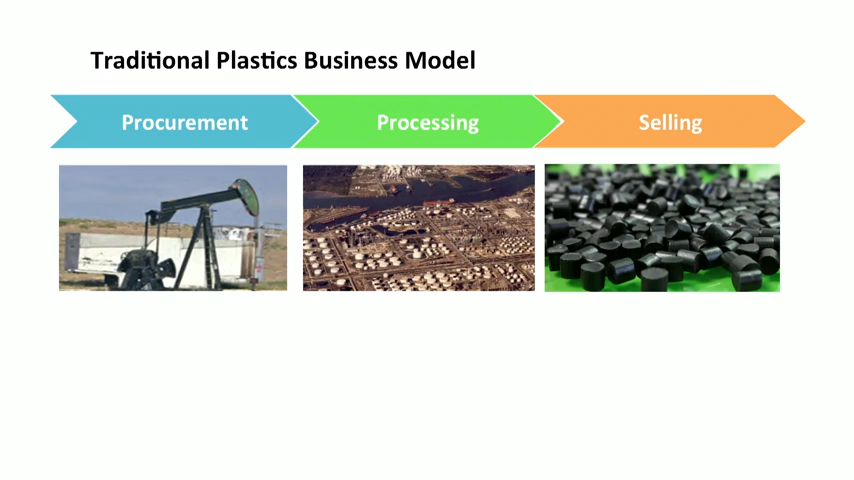 Traditional Plastics Business Model
Procurement
Processing
Selling